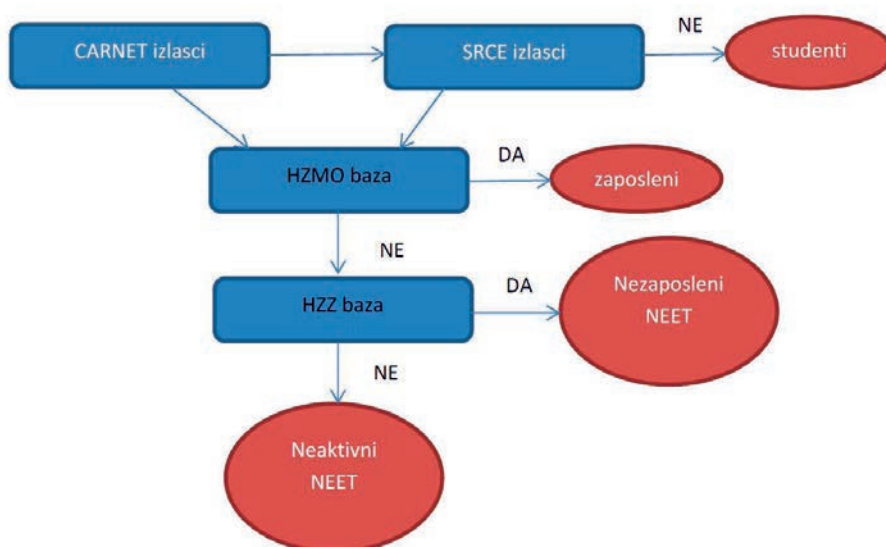 CARNET izlasci
SRCE izlasci
NE
studenti
HZMO baza
DA
zaposleni
NE
HZZ baza
DA
Nezaposleni
NEET
NE
Neaktivni
NEET